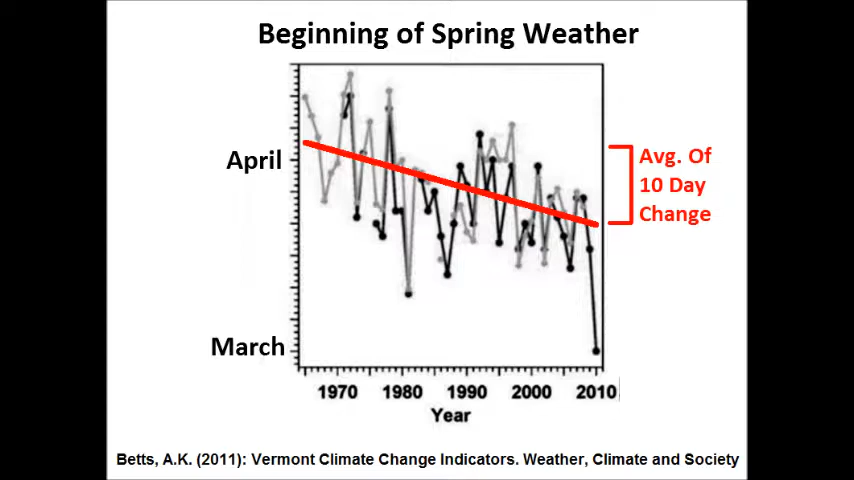 Beginning of Spring Weather
April
March
Avg. Of
10 Day
Change
1970 1980 1990 2000 2010
Year
Betts, A.K. (2011): Vermont Climate Change Indicators. Weather, Climate and Society